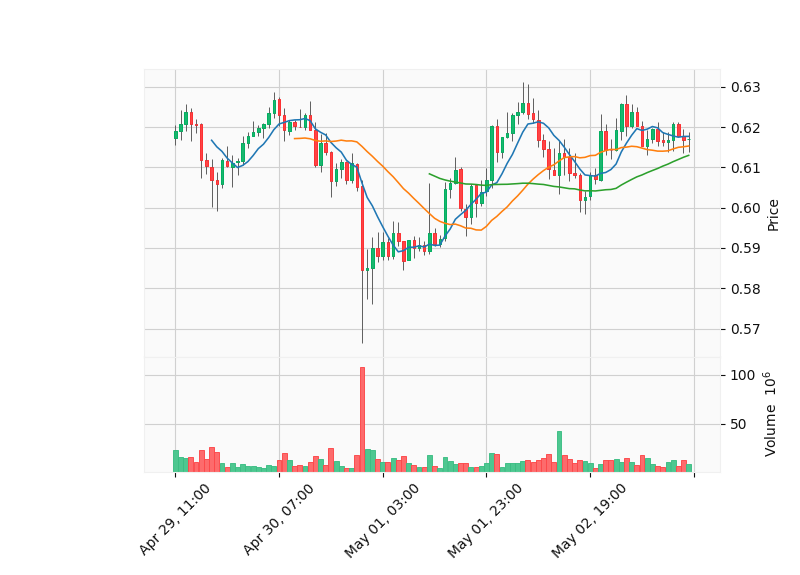 0.63
0.62
0.61
0.60
0.59
0.58
0.57
Price
100
50
Volume 10⁶
Apr 29, 11:00
Apr 30, 07:00
May 01, 03:00
May 01, 23:00
May 02, 19:00